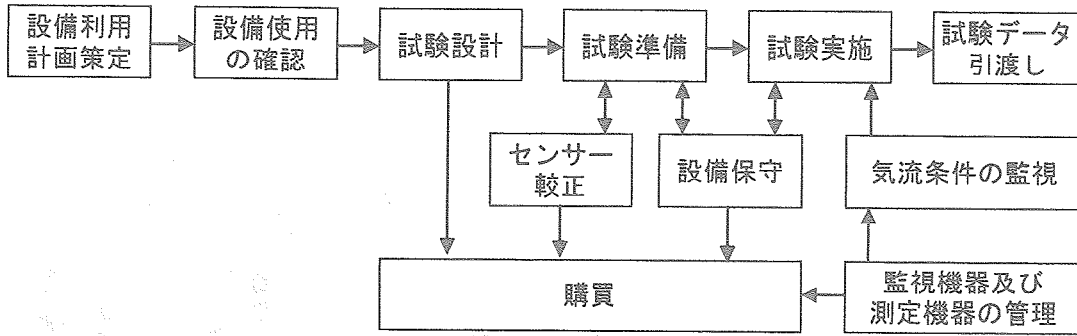 設備利用
計画策定
設備使用
の確認
試験設計
試験準備
試験実施
試験データ
引渡し
センサー
較正
設備保守
気流条件の監視
購買
監視機器及び
測定機器の管理